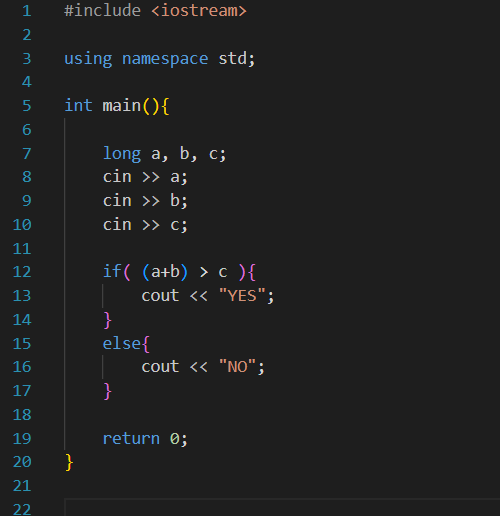 1 #include <iostream>
2
3 using namespace std;
4
5 int main(){
6
7 long a, b, c;
8 cin >> a;
9 cin >> b;
10 cin >> c;
11
12 if( (a+b) > c ){
13 cout << "YES";
14 }
15 else{
16 cout << "NO";
17 }
18
19 return 0;
20 }
21
22